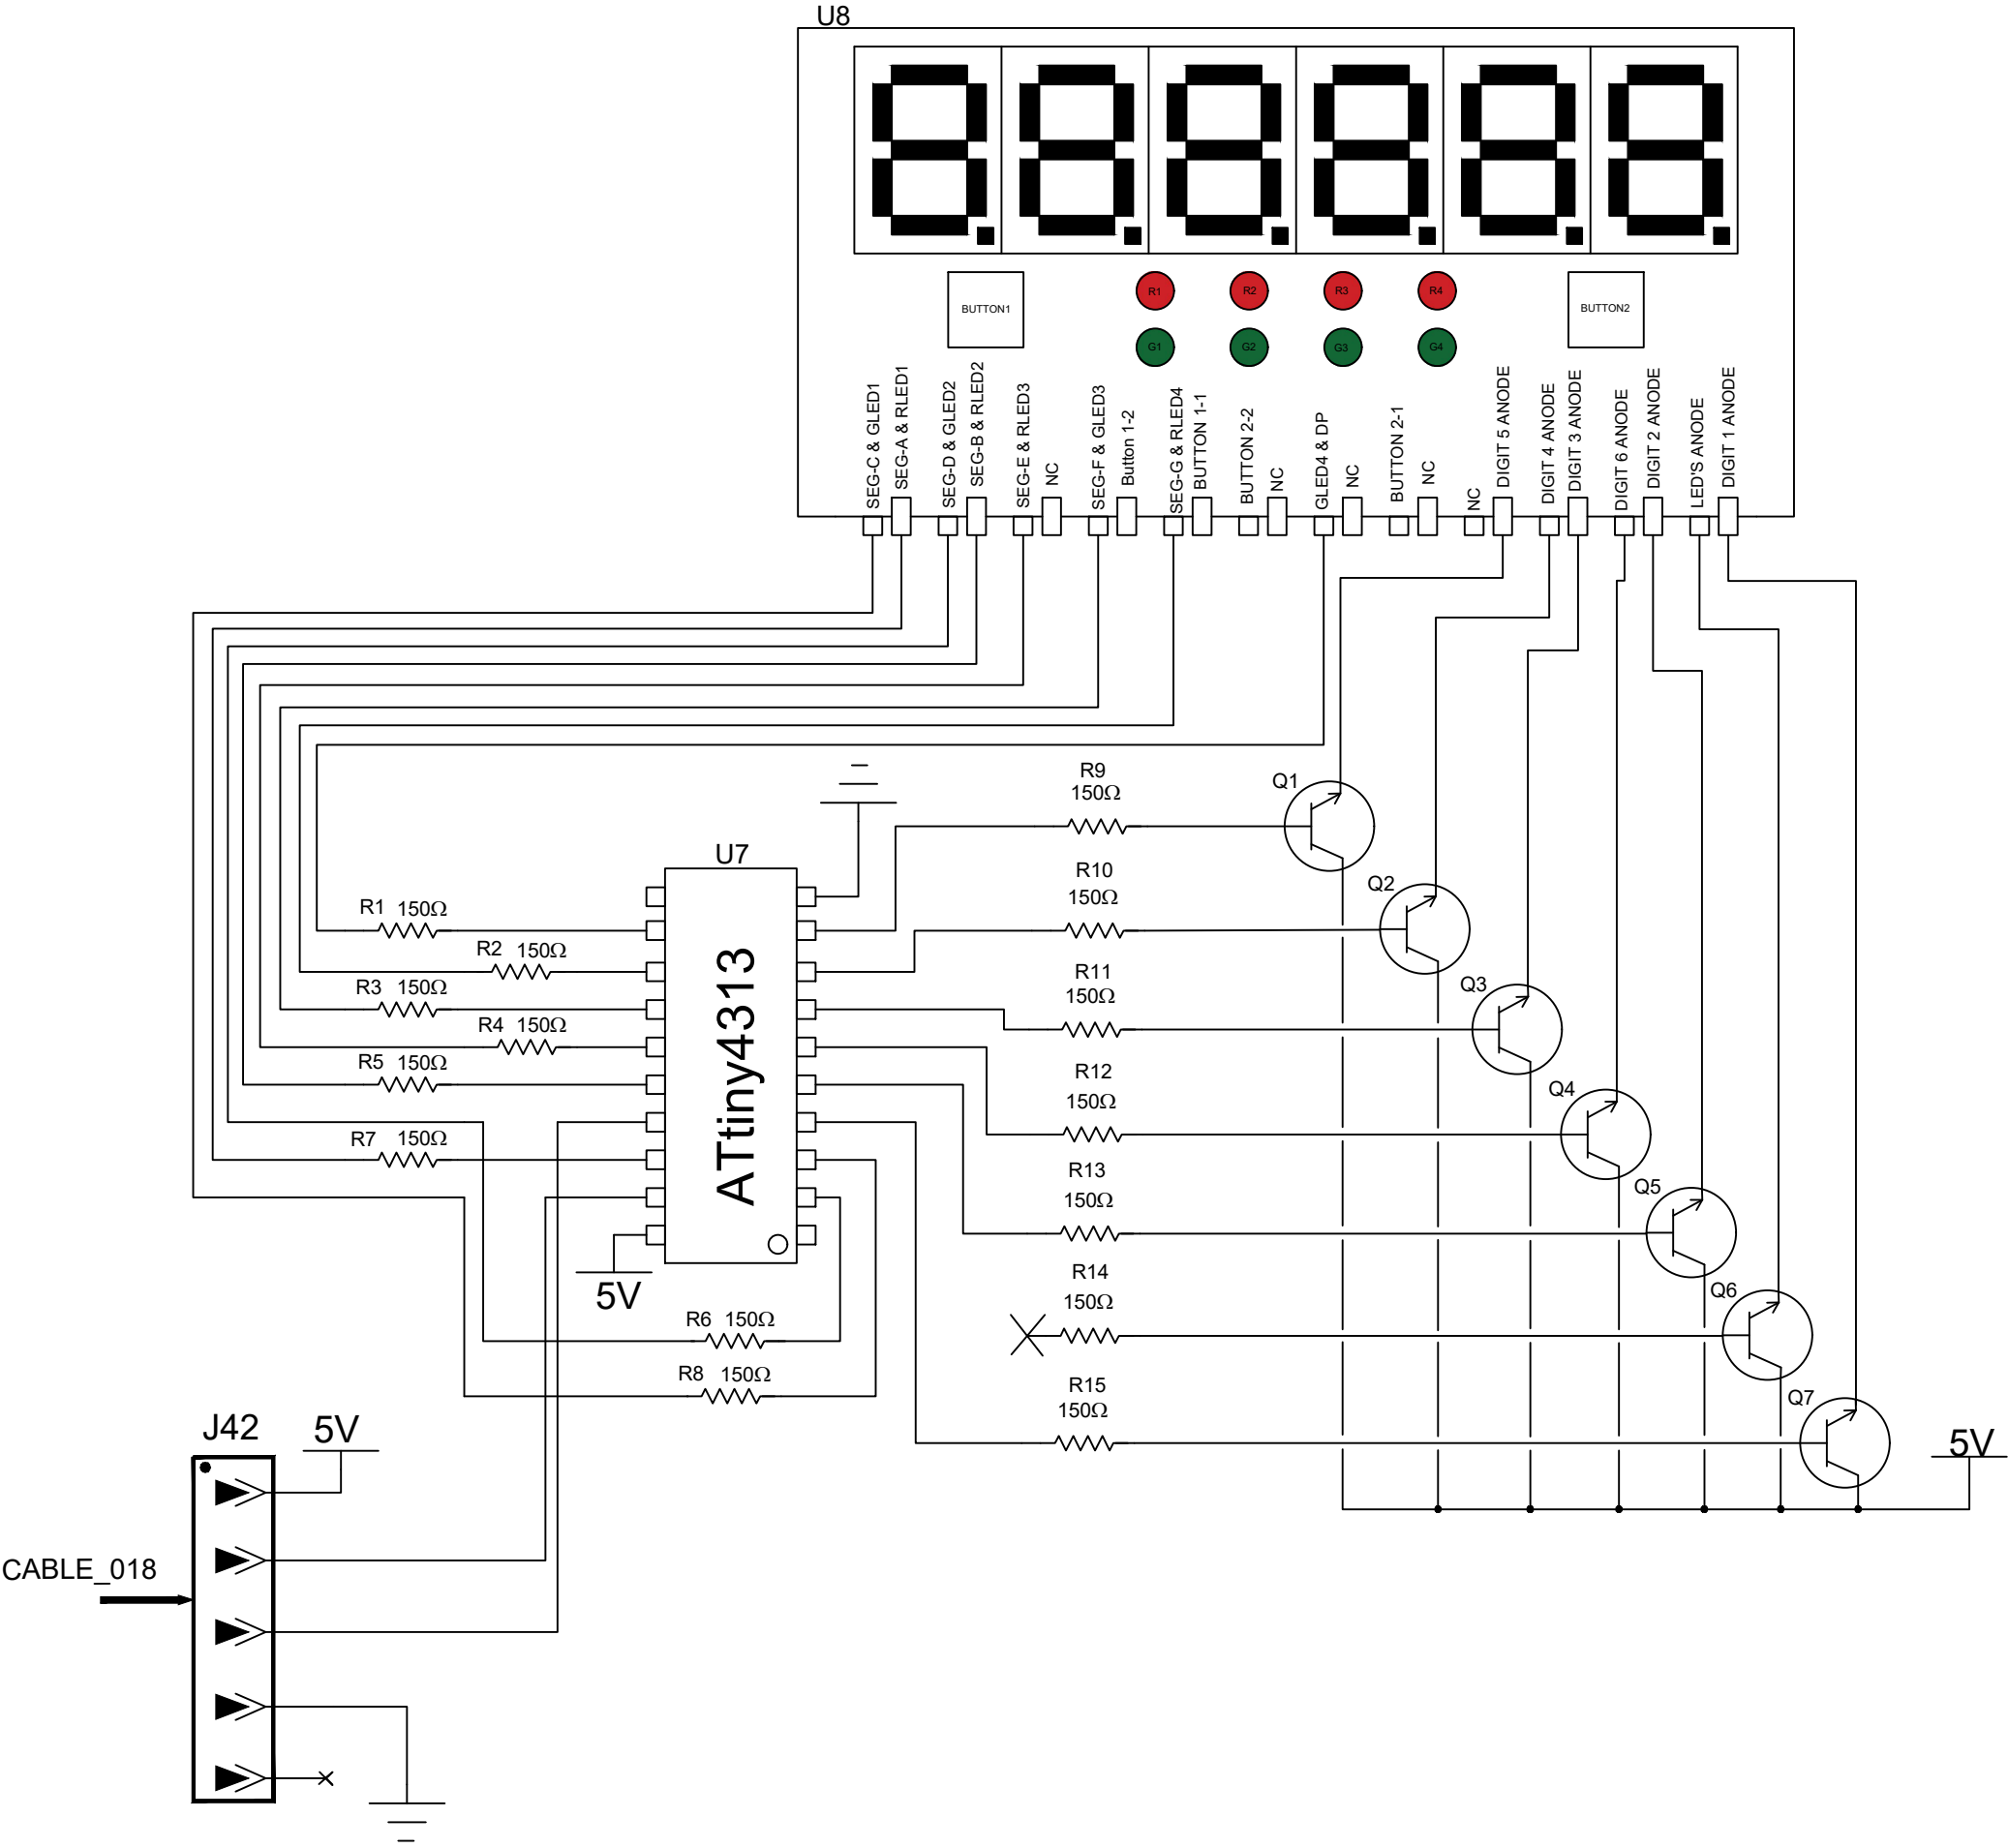 U8
BUTTON1
R1
R2
R3
R4
BUTTON2
G1
G2
G3
G4
SEG-C & GLED1
SEG-A & RLED1
SEG-D & GLED2
SEG-B & RLED2
SEG-E & RLED3
NC
SEG-F & GLED3
Button 1-2
SEG-G & RLED4
BUTTON 1-1
BUTTON 2-2
NC
GLED4 & DP
NC
BUTTON 2-1
NC
NC
DIGIT 5 ANODE
DIGIT 4 ANODE
DIGIT 3 ANODE
DIGIT 6 ANODE
DIGIT 2 ANODE
LED'S ANODE
DIGIT 1 ANODE
R9
150Ω
Q1
U7
ATtiny4313
R1 150Ω
R2 150Ω
R3 150Ω
R4 150Ω
R5 150Ω
R7 150Ω
5V
R6 150Ω
R8 150Ω
R10
150Ω
Q2
R11
150Ω
Q3
R12
150Ω
Q4
R13
150Ω
Q5
R14
150Ω
Q6
R15
150Ω
Q7
5V
J42
5V
CABLE_018